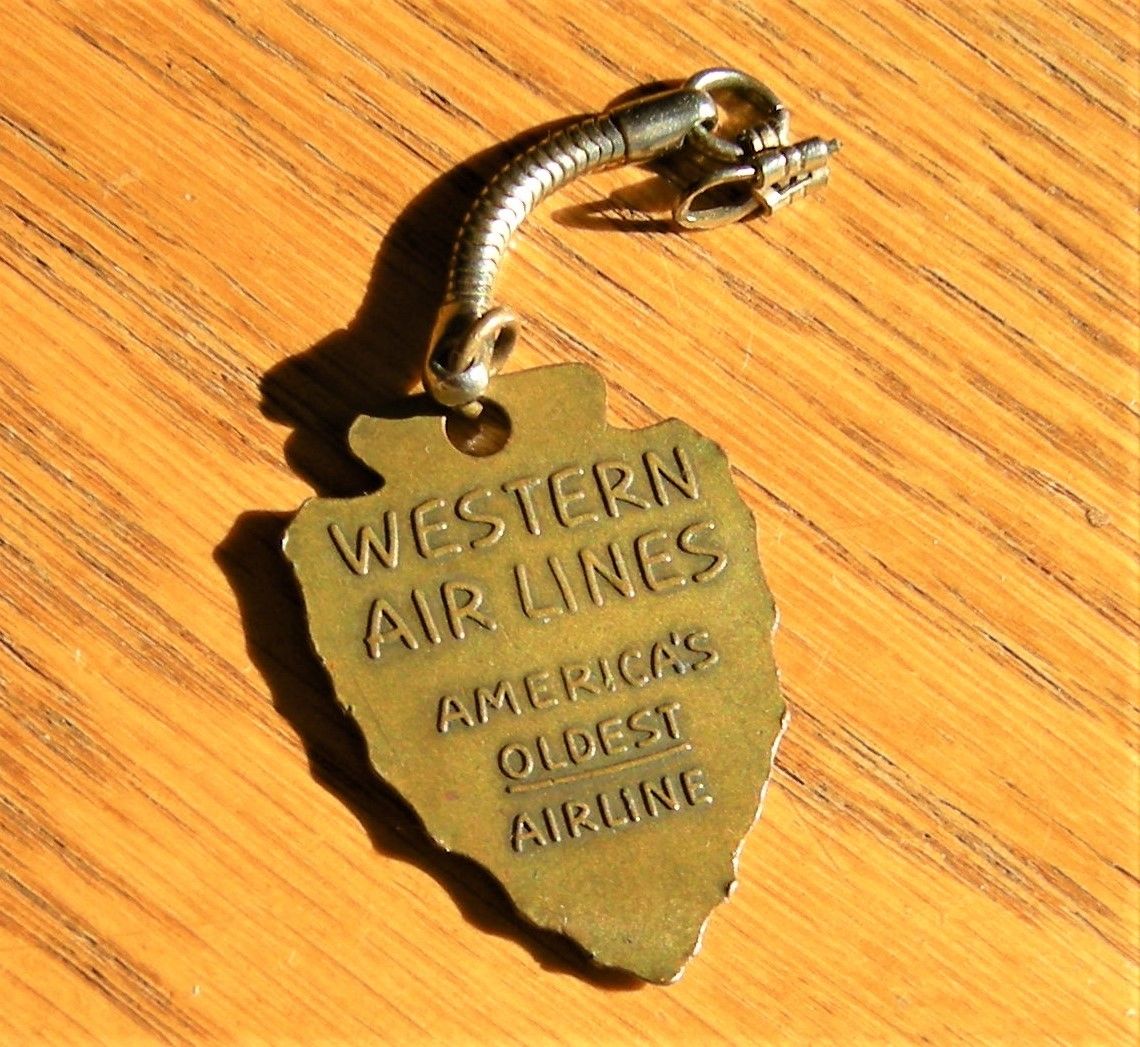 WESTERN
AIR LINES
AMERICA'S
OLDEST
AIRLINE